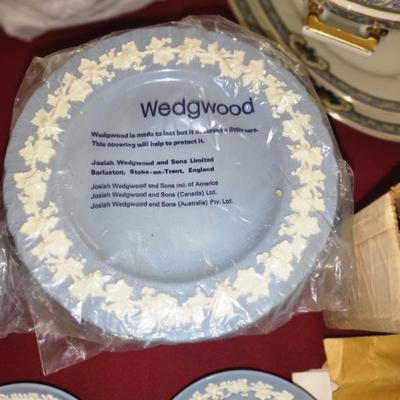 Wedgwood
Wedgwood is made to last but it deserves a little care.
This covering will help to protect it.
Josiah Wedgwood and Sons Limited
Barlaston, Stoke-on-Trent, England
Josiah Wedgwood and Sons Inc. of America
Josiah Wedgwood and Sons (Canada) Ltd.
Josiah Wedgwood and Sons (Australia) Pty. Ltd.